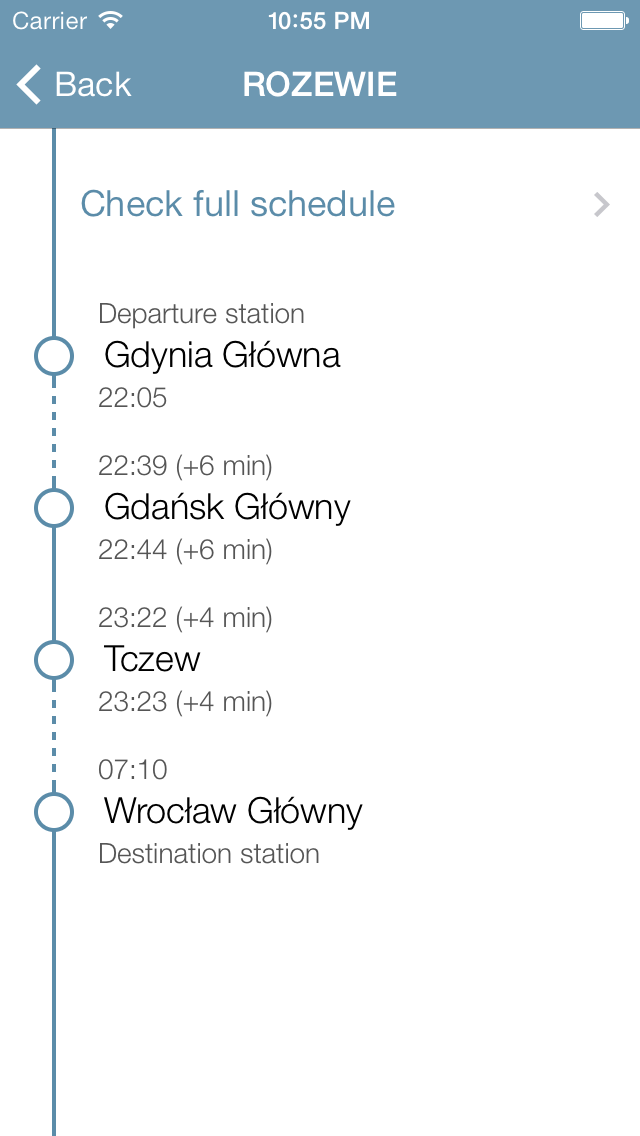 Carrier 10:55 PM
Back ROZEWIE
Check full schedule
Departure station
Gdynia Główna
22:05
22:39 (+6 min)
Gdańsk Główny
22:44 (+6 min)
23:22 (+4 min)
Tczew
23:23 (+4 min)
07:10
Wrocław Główny
Destination station